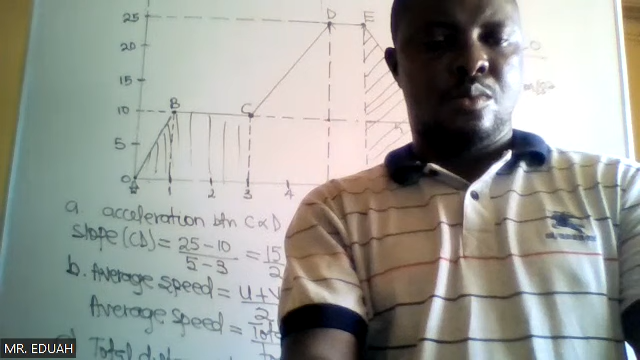 25
D E
20
15
B
10
C
5
0
1 2 3 4
a acceleration btn C & D
Slope (CD) = 25-10 = 15
5-3 2
b. Average speed = u+v
2
Average speed =
MR. EDUAH